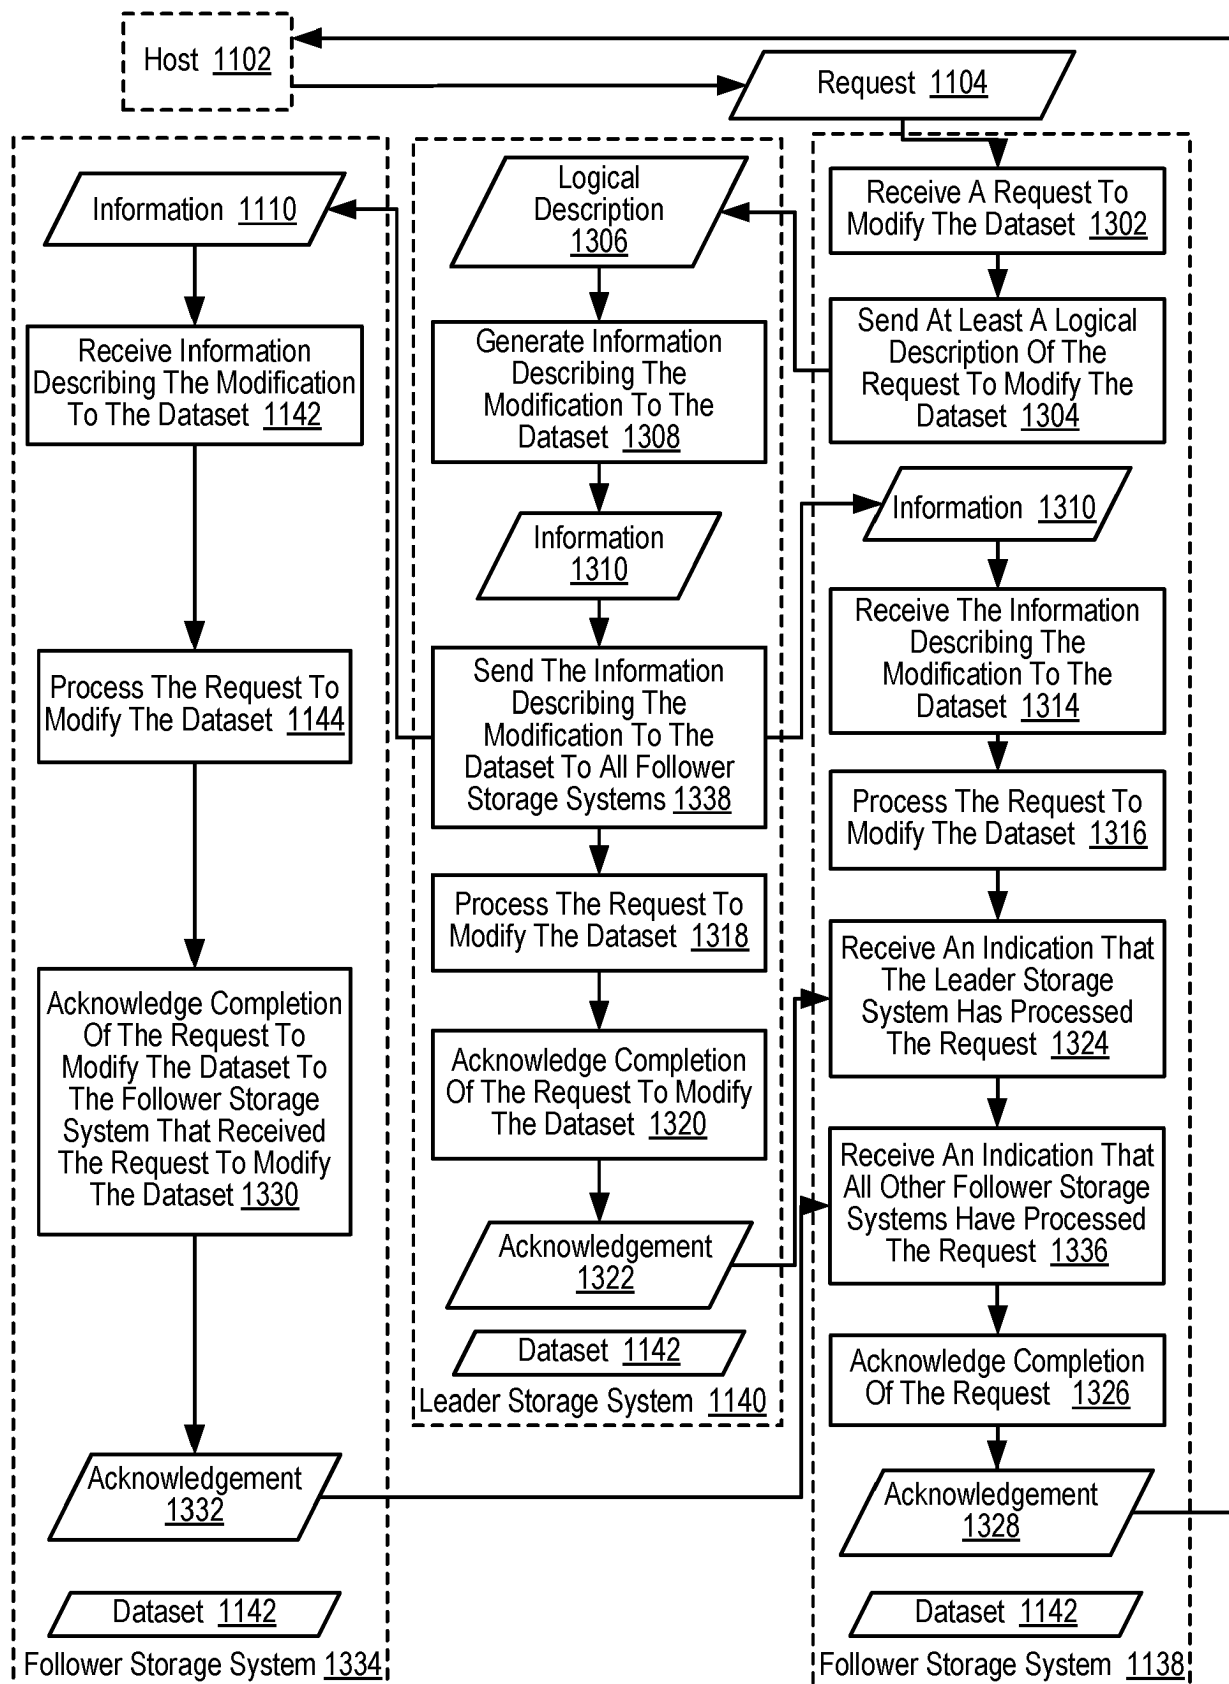 Host 1102
Request 1104
Information 1110
Receive Information
Describing The Modification
To The Dataset 1142
Process The Request To
Modify The Dataset 1144
Acknowledge Completion
Of The Request To
Modify The Dataset To
The Follower Storage
System That Received
The Request To Modify
The Dataset 1330
Acknowledgement
1332
Dataset 1142
Follower Storage System 1334
Logical
Description
1306
Generate Information
Describing The
Modification To The
Dataset 1308
Information
1310
Send The Information
Describing The
Modification To The
Dataset To All Follower
Storage Systems 1338
Process The Request To
Modify The Dataset 1318
Acknowledge Completion
Of The Request To Modify
The Dataset 1320
Acknowledgement
1322
Dataset 1142
Leader Storage System 1140
Receive A Request To
Modify The Dataset 1302
Send At Least A Logical
Description Of The
Request To Modify The
Dataset 1304
Information 1310
Receive The Information
Describing The
Modification To The
Dataset 1314
Process The Request To
Modify The Dataset 1316
Receive An Indication That
The Leader Storage
System Has Processed
The Request 1324
Receive An Indication That
All Other Follower Storage
Systems Have Processed
The Request 1336
Acknowledge Completion
Of The Request 1326
Acknowledgement
1328
Dataset 1142
Follower Storage System 1138